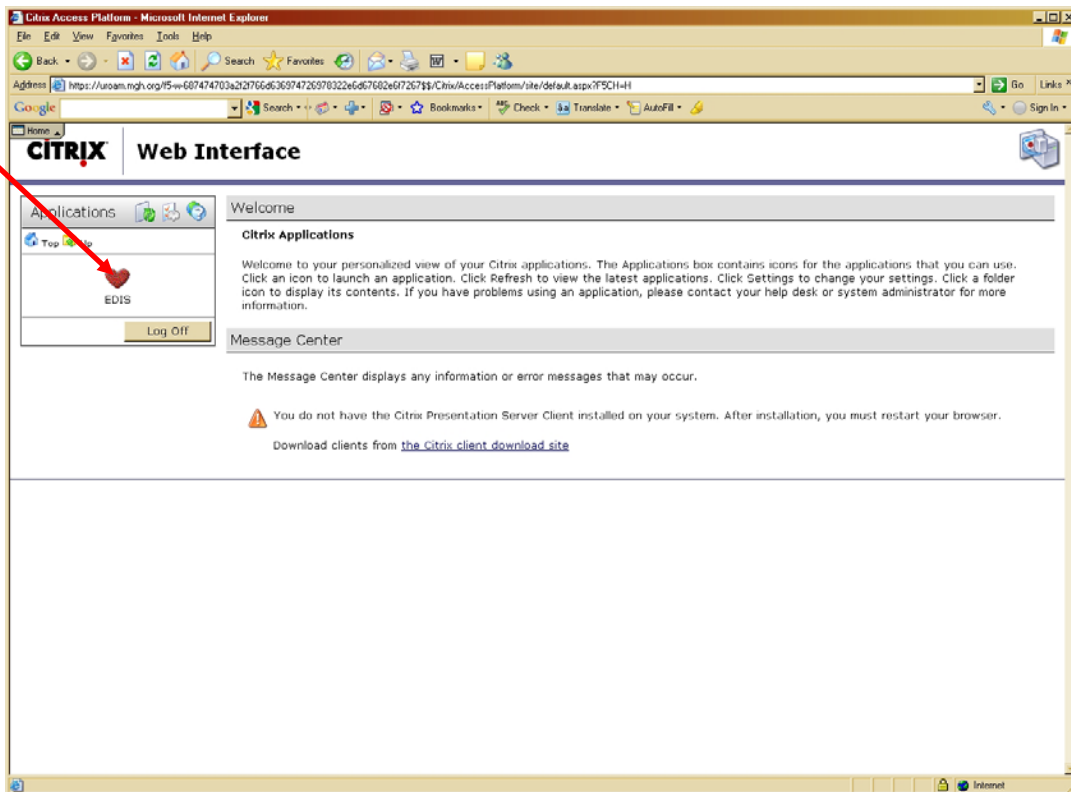 Citrix Access Platform - Microsoft Internet Explorer
File Edit View Favorites Tools Help
Back Search Favorites
Address Go Links
Google Search Bookmarks Check Translate AutoFill Sign In
Home
CITRIX Web Interface
Applications
Top Up
EDIS
Log Off
Welcome
Citrix Applications
Welcome to your personalized view of your Citrix applications. The Applications box contains icons for the applications that you can use.
Click an icon to launch an application. Click Refresh to view the latest applications. Click Settings to change your settings. Click a folder
icon to display its contents. If you have problems using an application, please contact your help desk or system administrator for more
information.
Message Center
The Message Center displays any information or error messages that may occur.
You do not have the Citrix Presentation Server Client installed on your system. After installation, you must restart your browser.
Download clients from the Citrix client download site
Internet